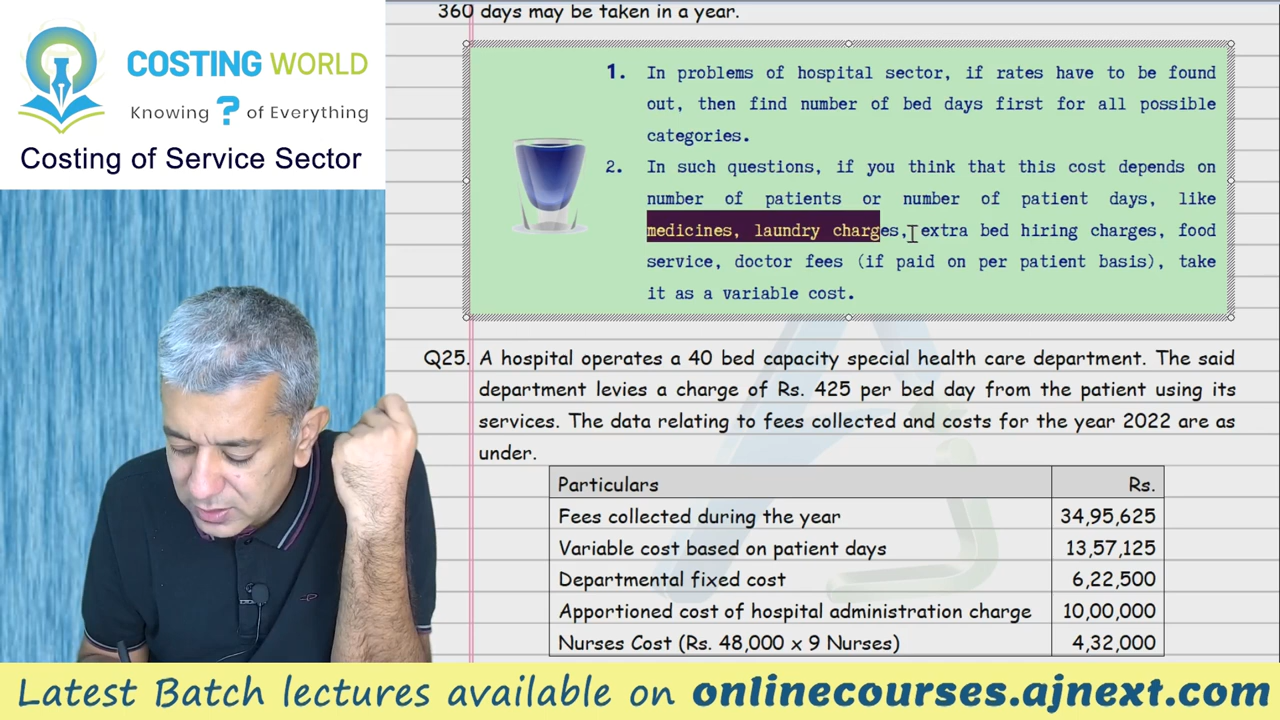 360 days may be taken in a year.
COSTING WORLD
Knowing ? of Everything
Costing of Service Sector
1. In problems of hospital sector, if rates have to be found
out, then find number of bed days first for all possible
categories.
2. In such questions, if you think that this cost depends on
number of patients or number of patient days, like
medicines, laundry charges, extra bed hiring charges, food
service, doctor fees (if paid on per patient basis), take
it as a variable cost.
Q25. A hospital operates a 40 bed capacity special health care department. The said
department levies a charge of Rs. 425 per bed day from the patient using its
services. The data relating to fees collected and costs for the year 2022 are as
under.
Particulars Rs.
Fees collected during the year 34,95,625
Variable cost based on patient days 13,57,125
Departmental fixed cost 6,22,500
Apportioned cost of hospital administration charge 10,00,000
Nurses Cost (Rs. 48,000 x 9 Nurses) 4,32,000
Latest Batch lectures available on onlinecourses.ajnext.com